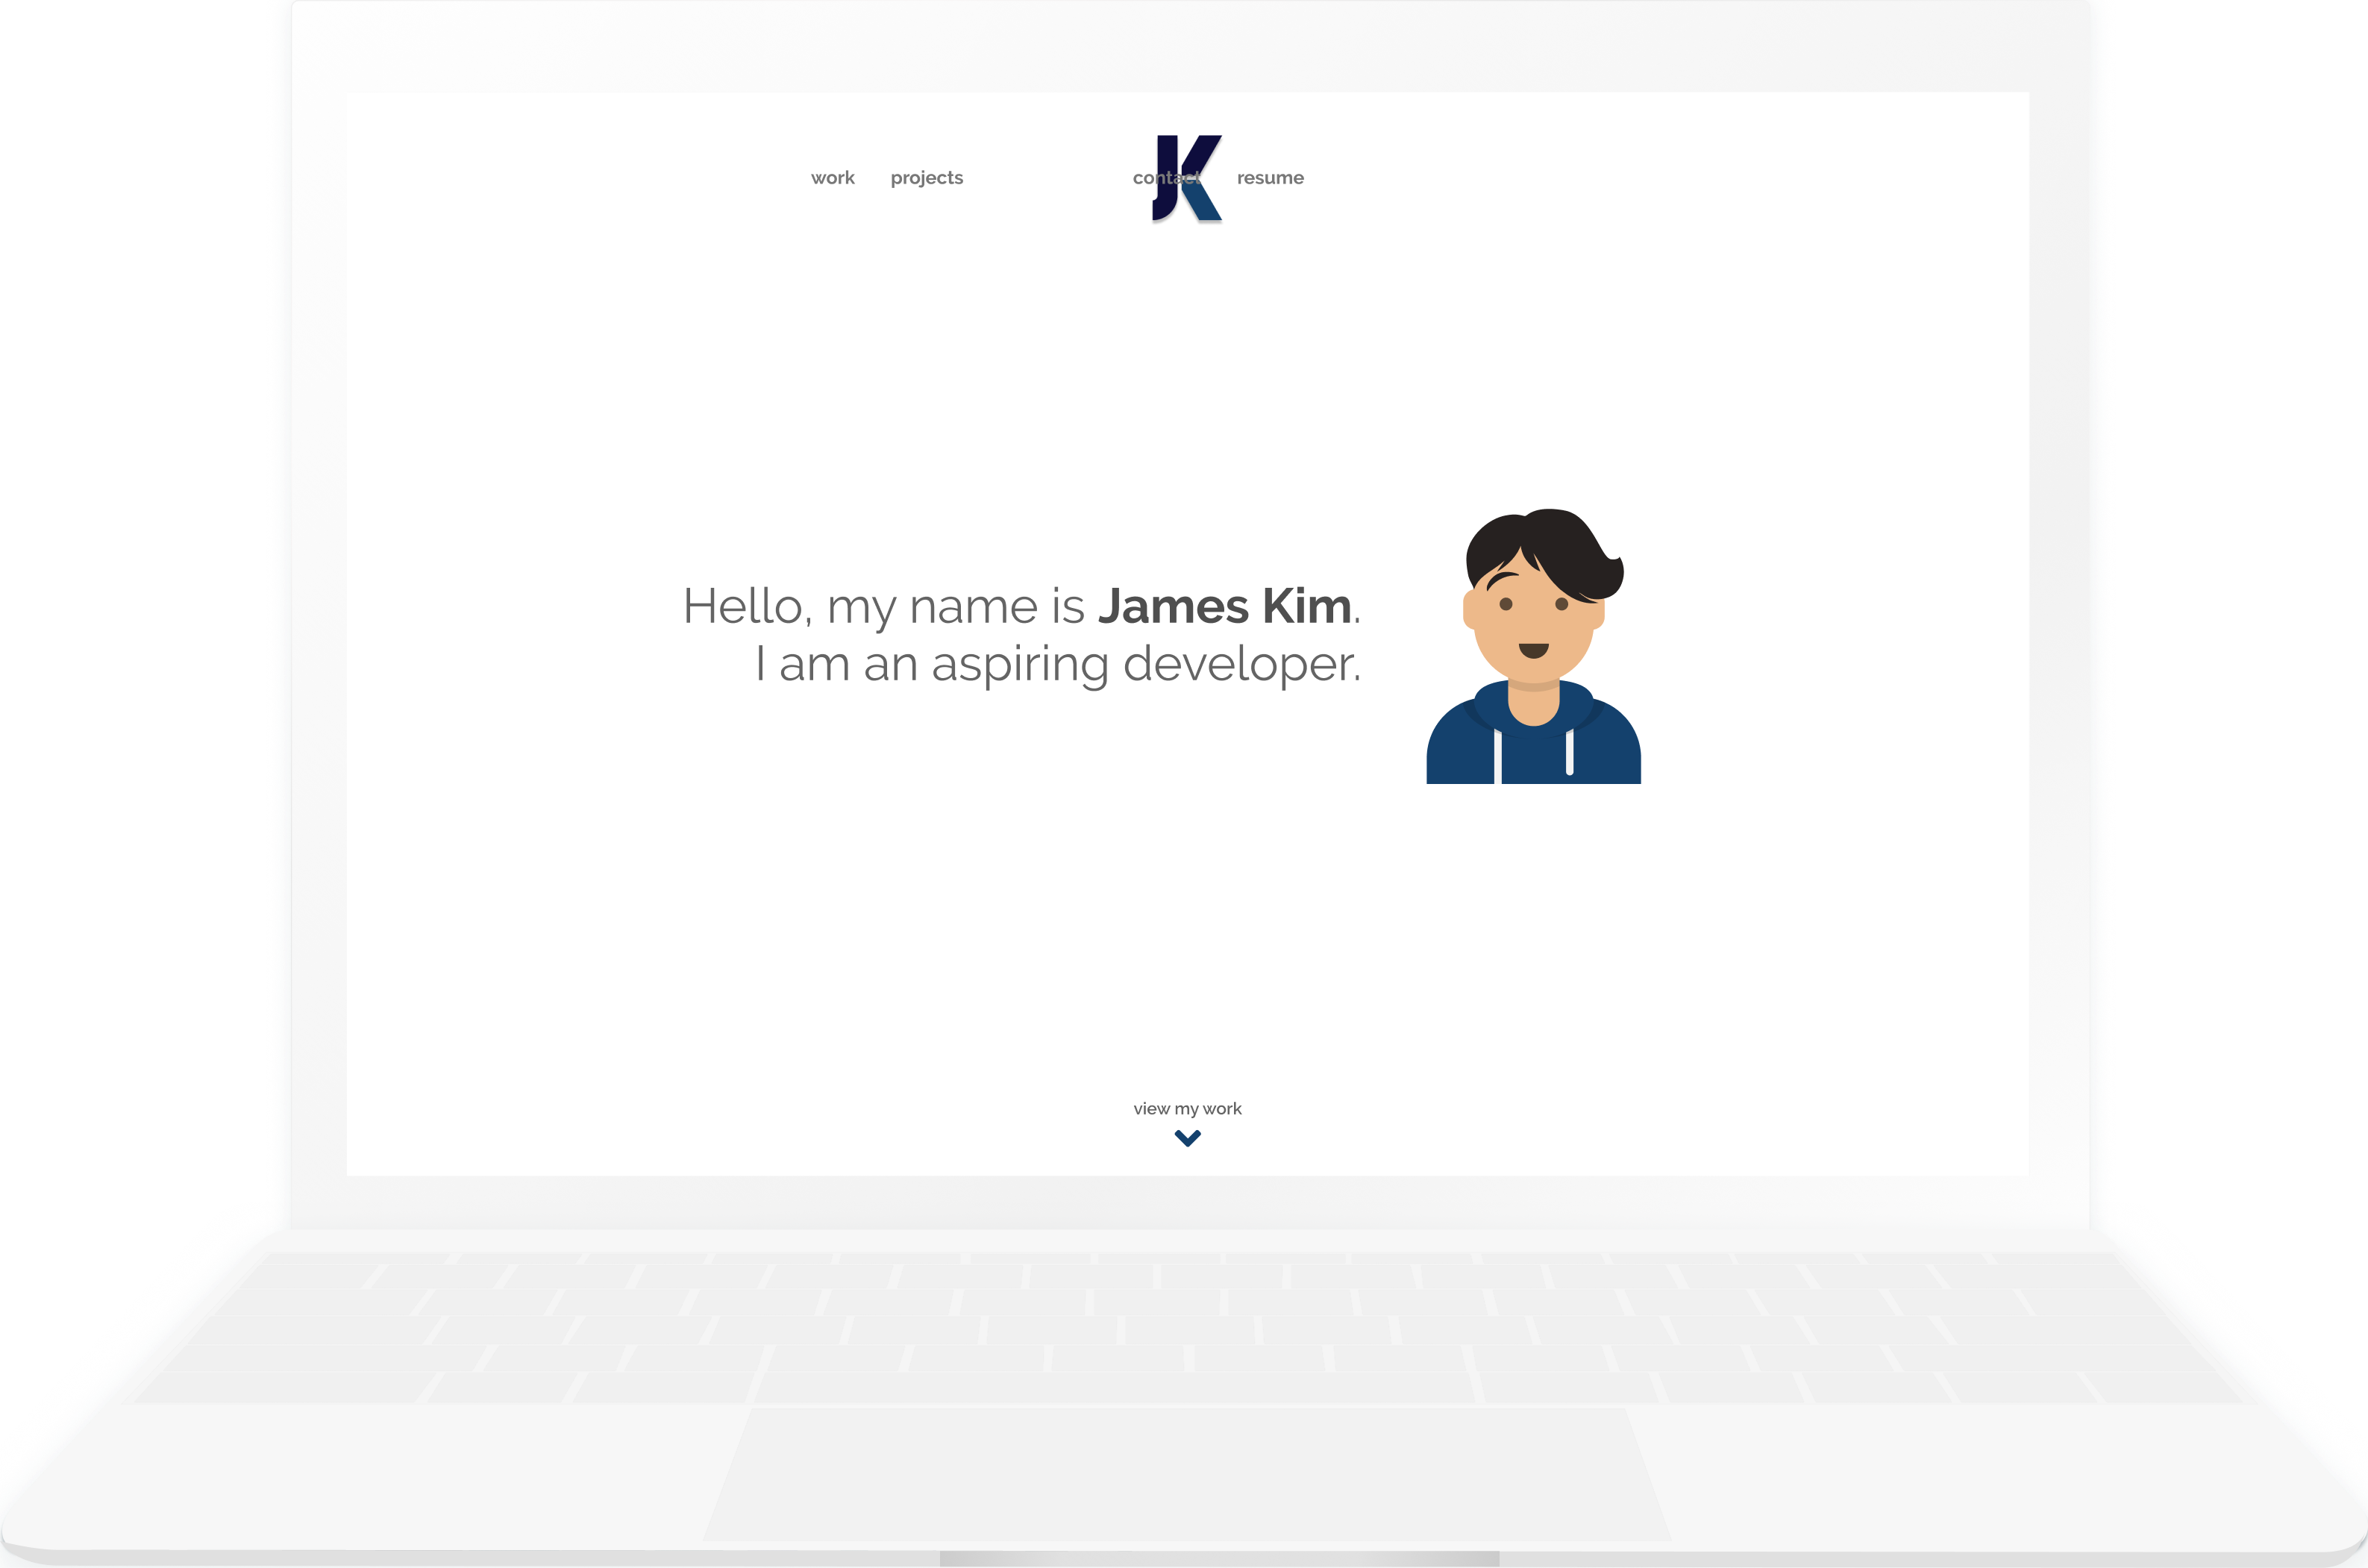 work projects JK contact resume
Hello, my name is James Kim.
I am an aspiring developer.
view my work